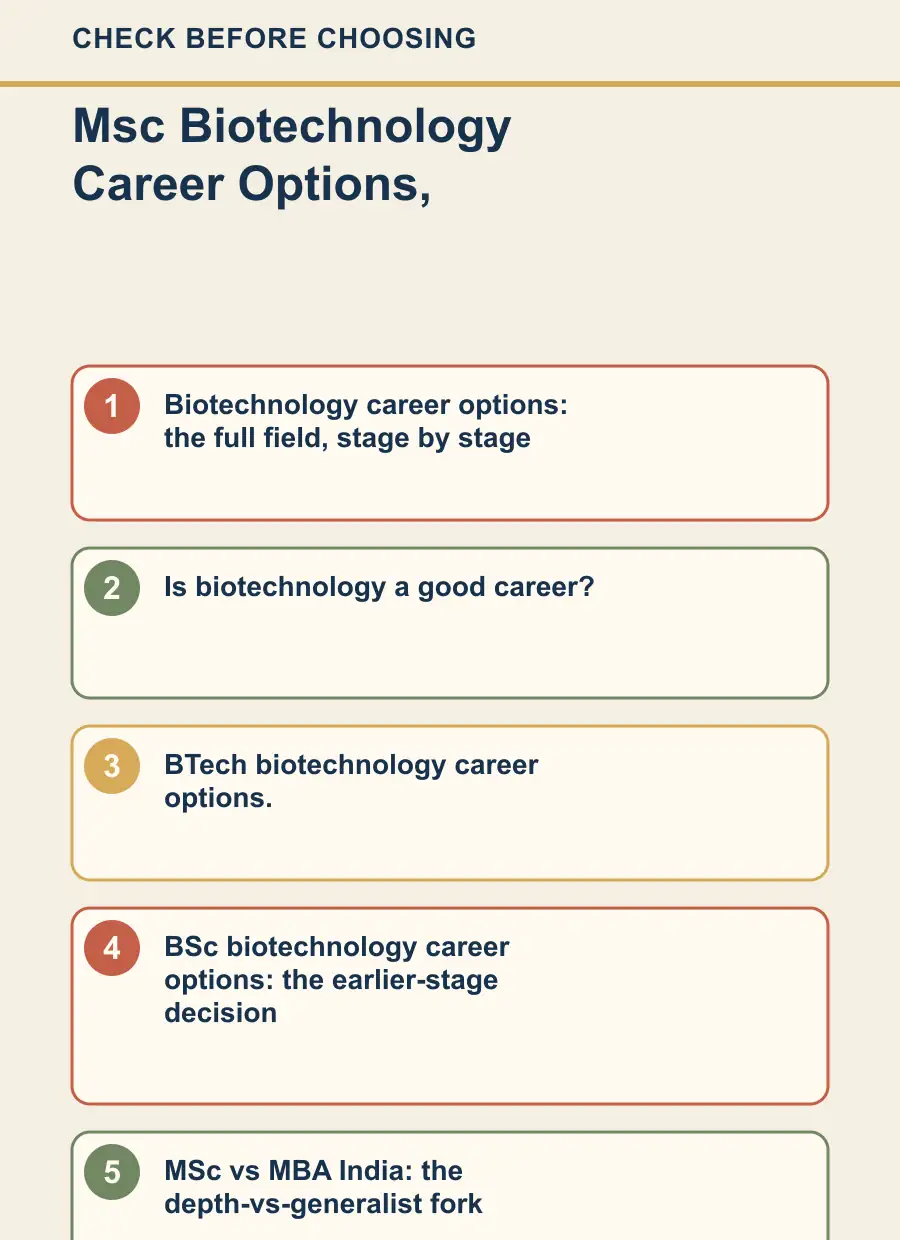 CHECK BEFORE CHOOSING
Msc Biotechnology
Career Options,
1
Biotechnology career options:
the full field, stage by stage
2
Is biotechnology a good career?
3
BTech biotechnology career
options.
4
BSc biotechnology career
options: the earlier-stage
decision
5
MSc vs MBA India: the
depth-vs-generalist fork